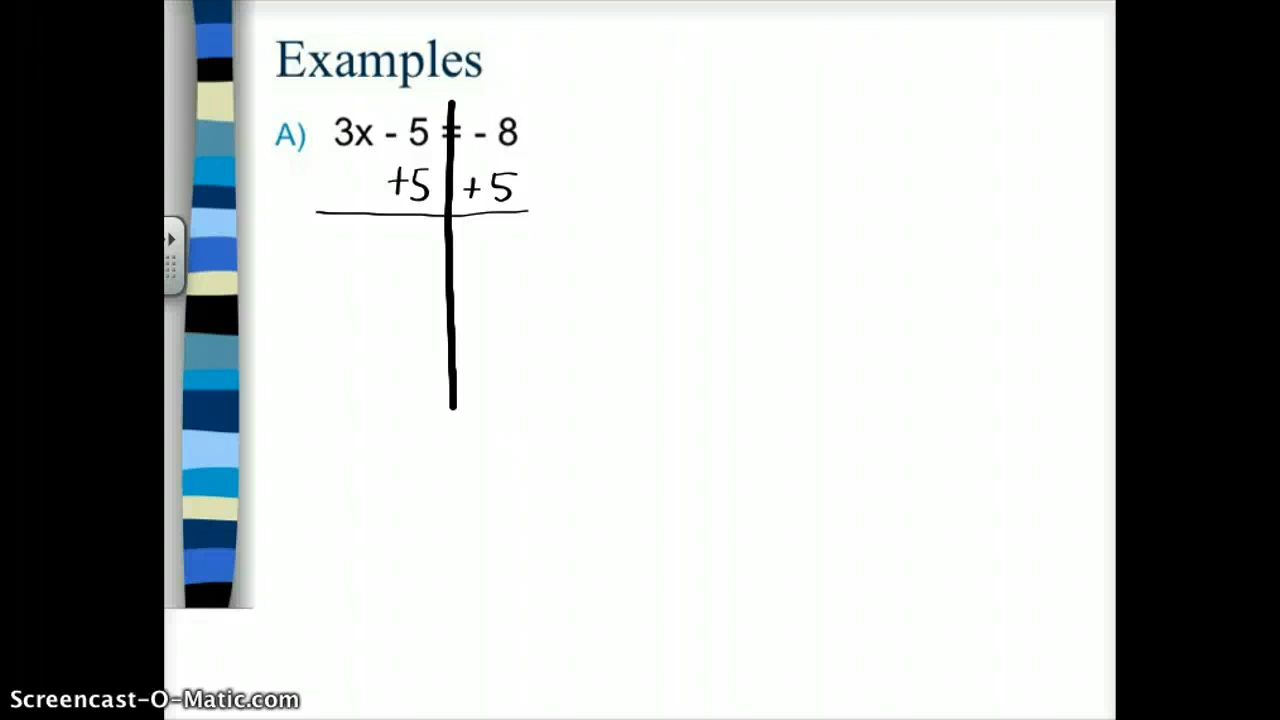 Examples
A) 3x - 5 = - 8
+5 +5
Screencast-O-Matic.com